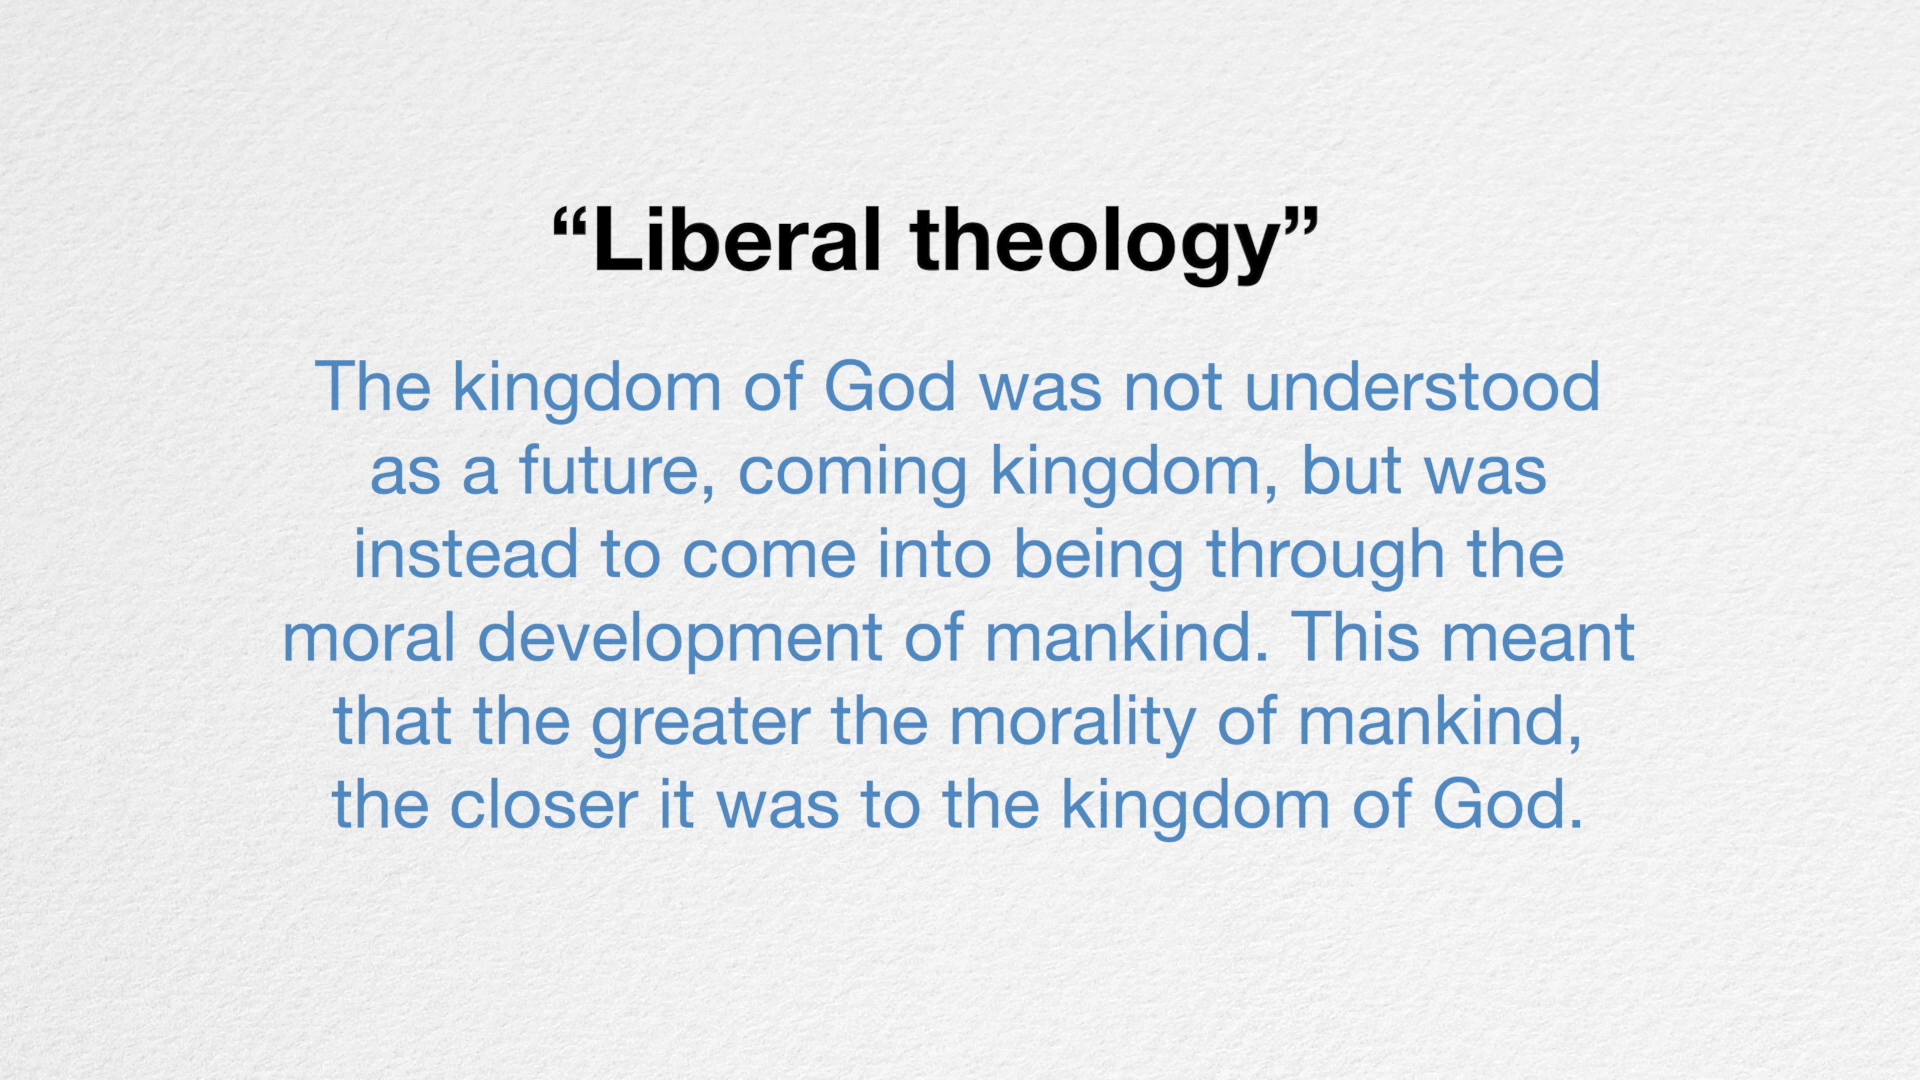 “Liberal theology”
The kingdom of God was not understood
as a future, coming kingdom, but was
instead to come into being through the
moral development of mankind. This meant
that the greater the morality of mankind,
the closer it was to the kingdom of God.